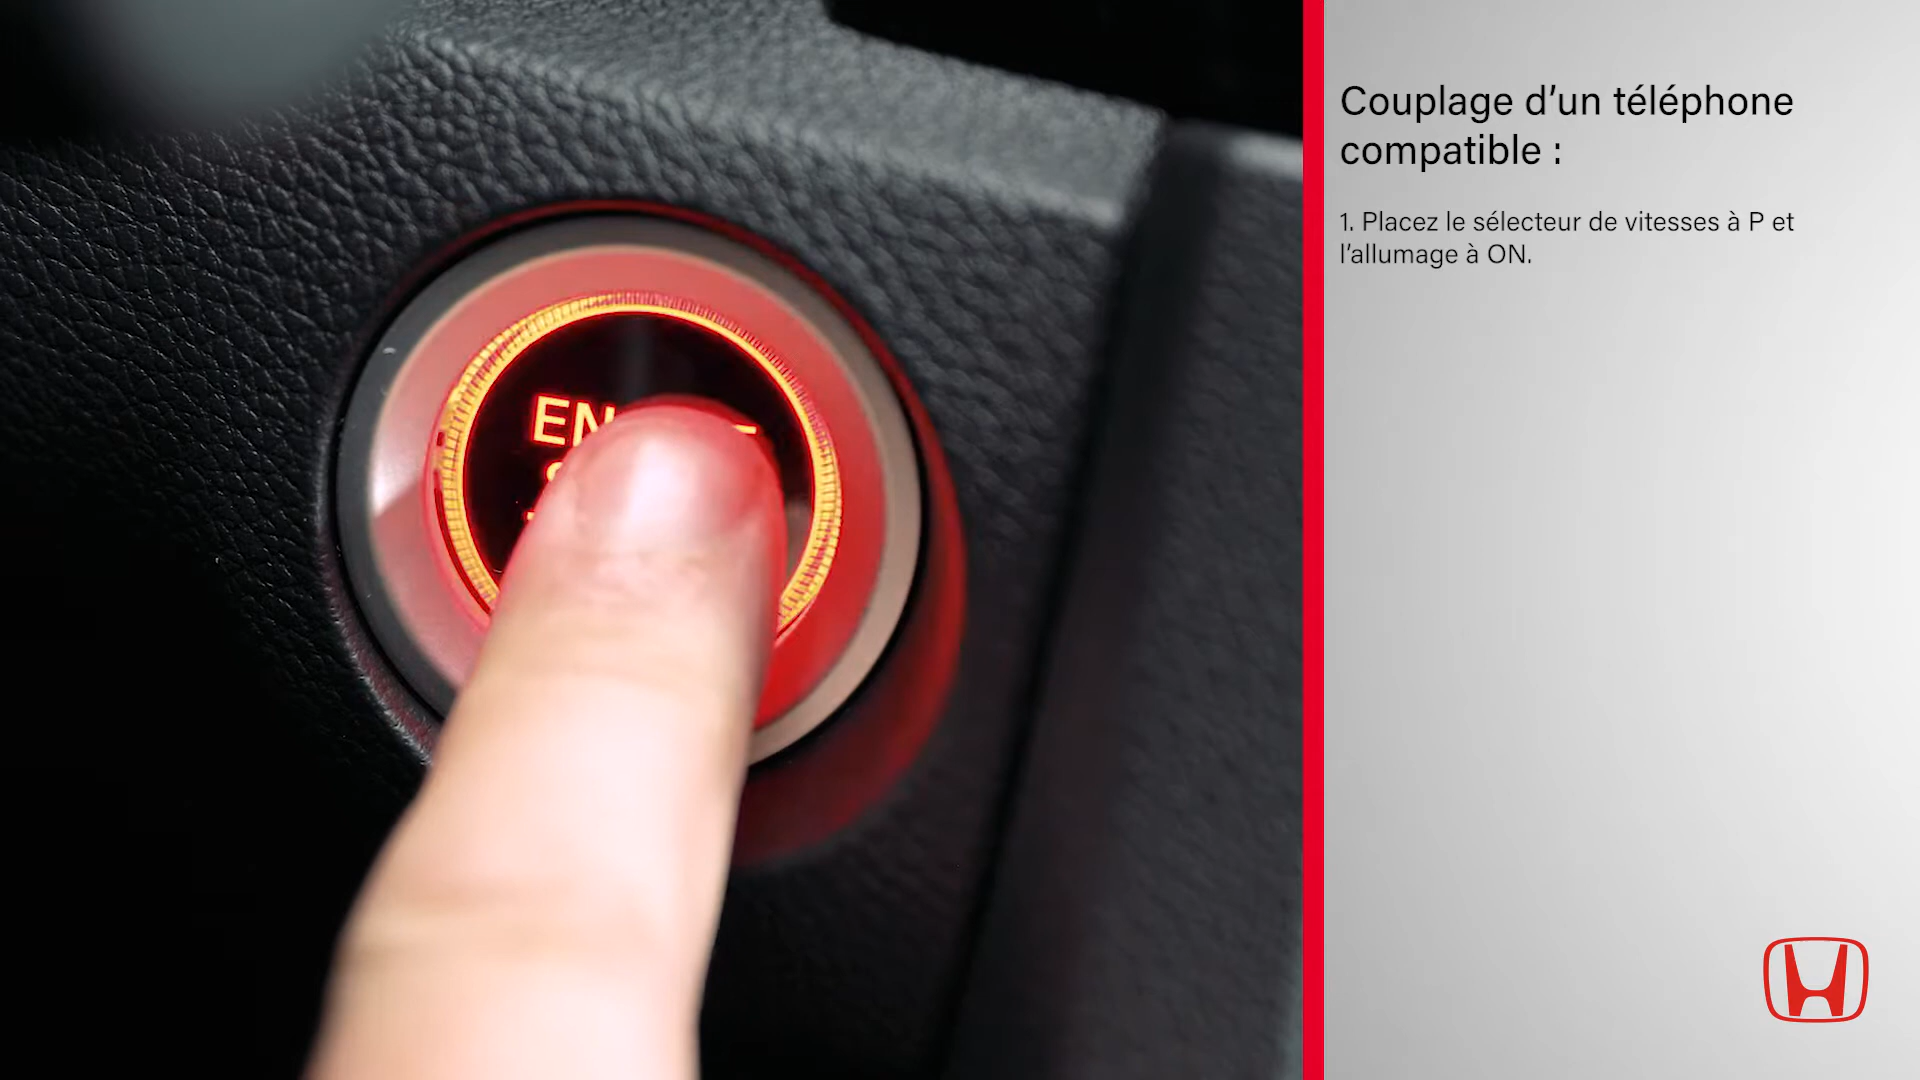 Couplage d’un téléphone
compatible :
1. Placez le sélecteur de vitesses à P et
l’allumage à ON.